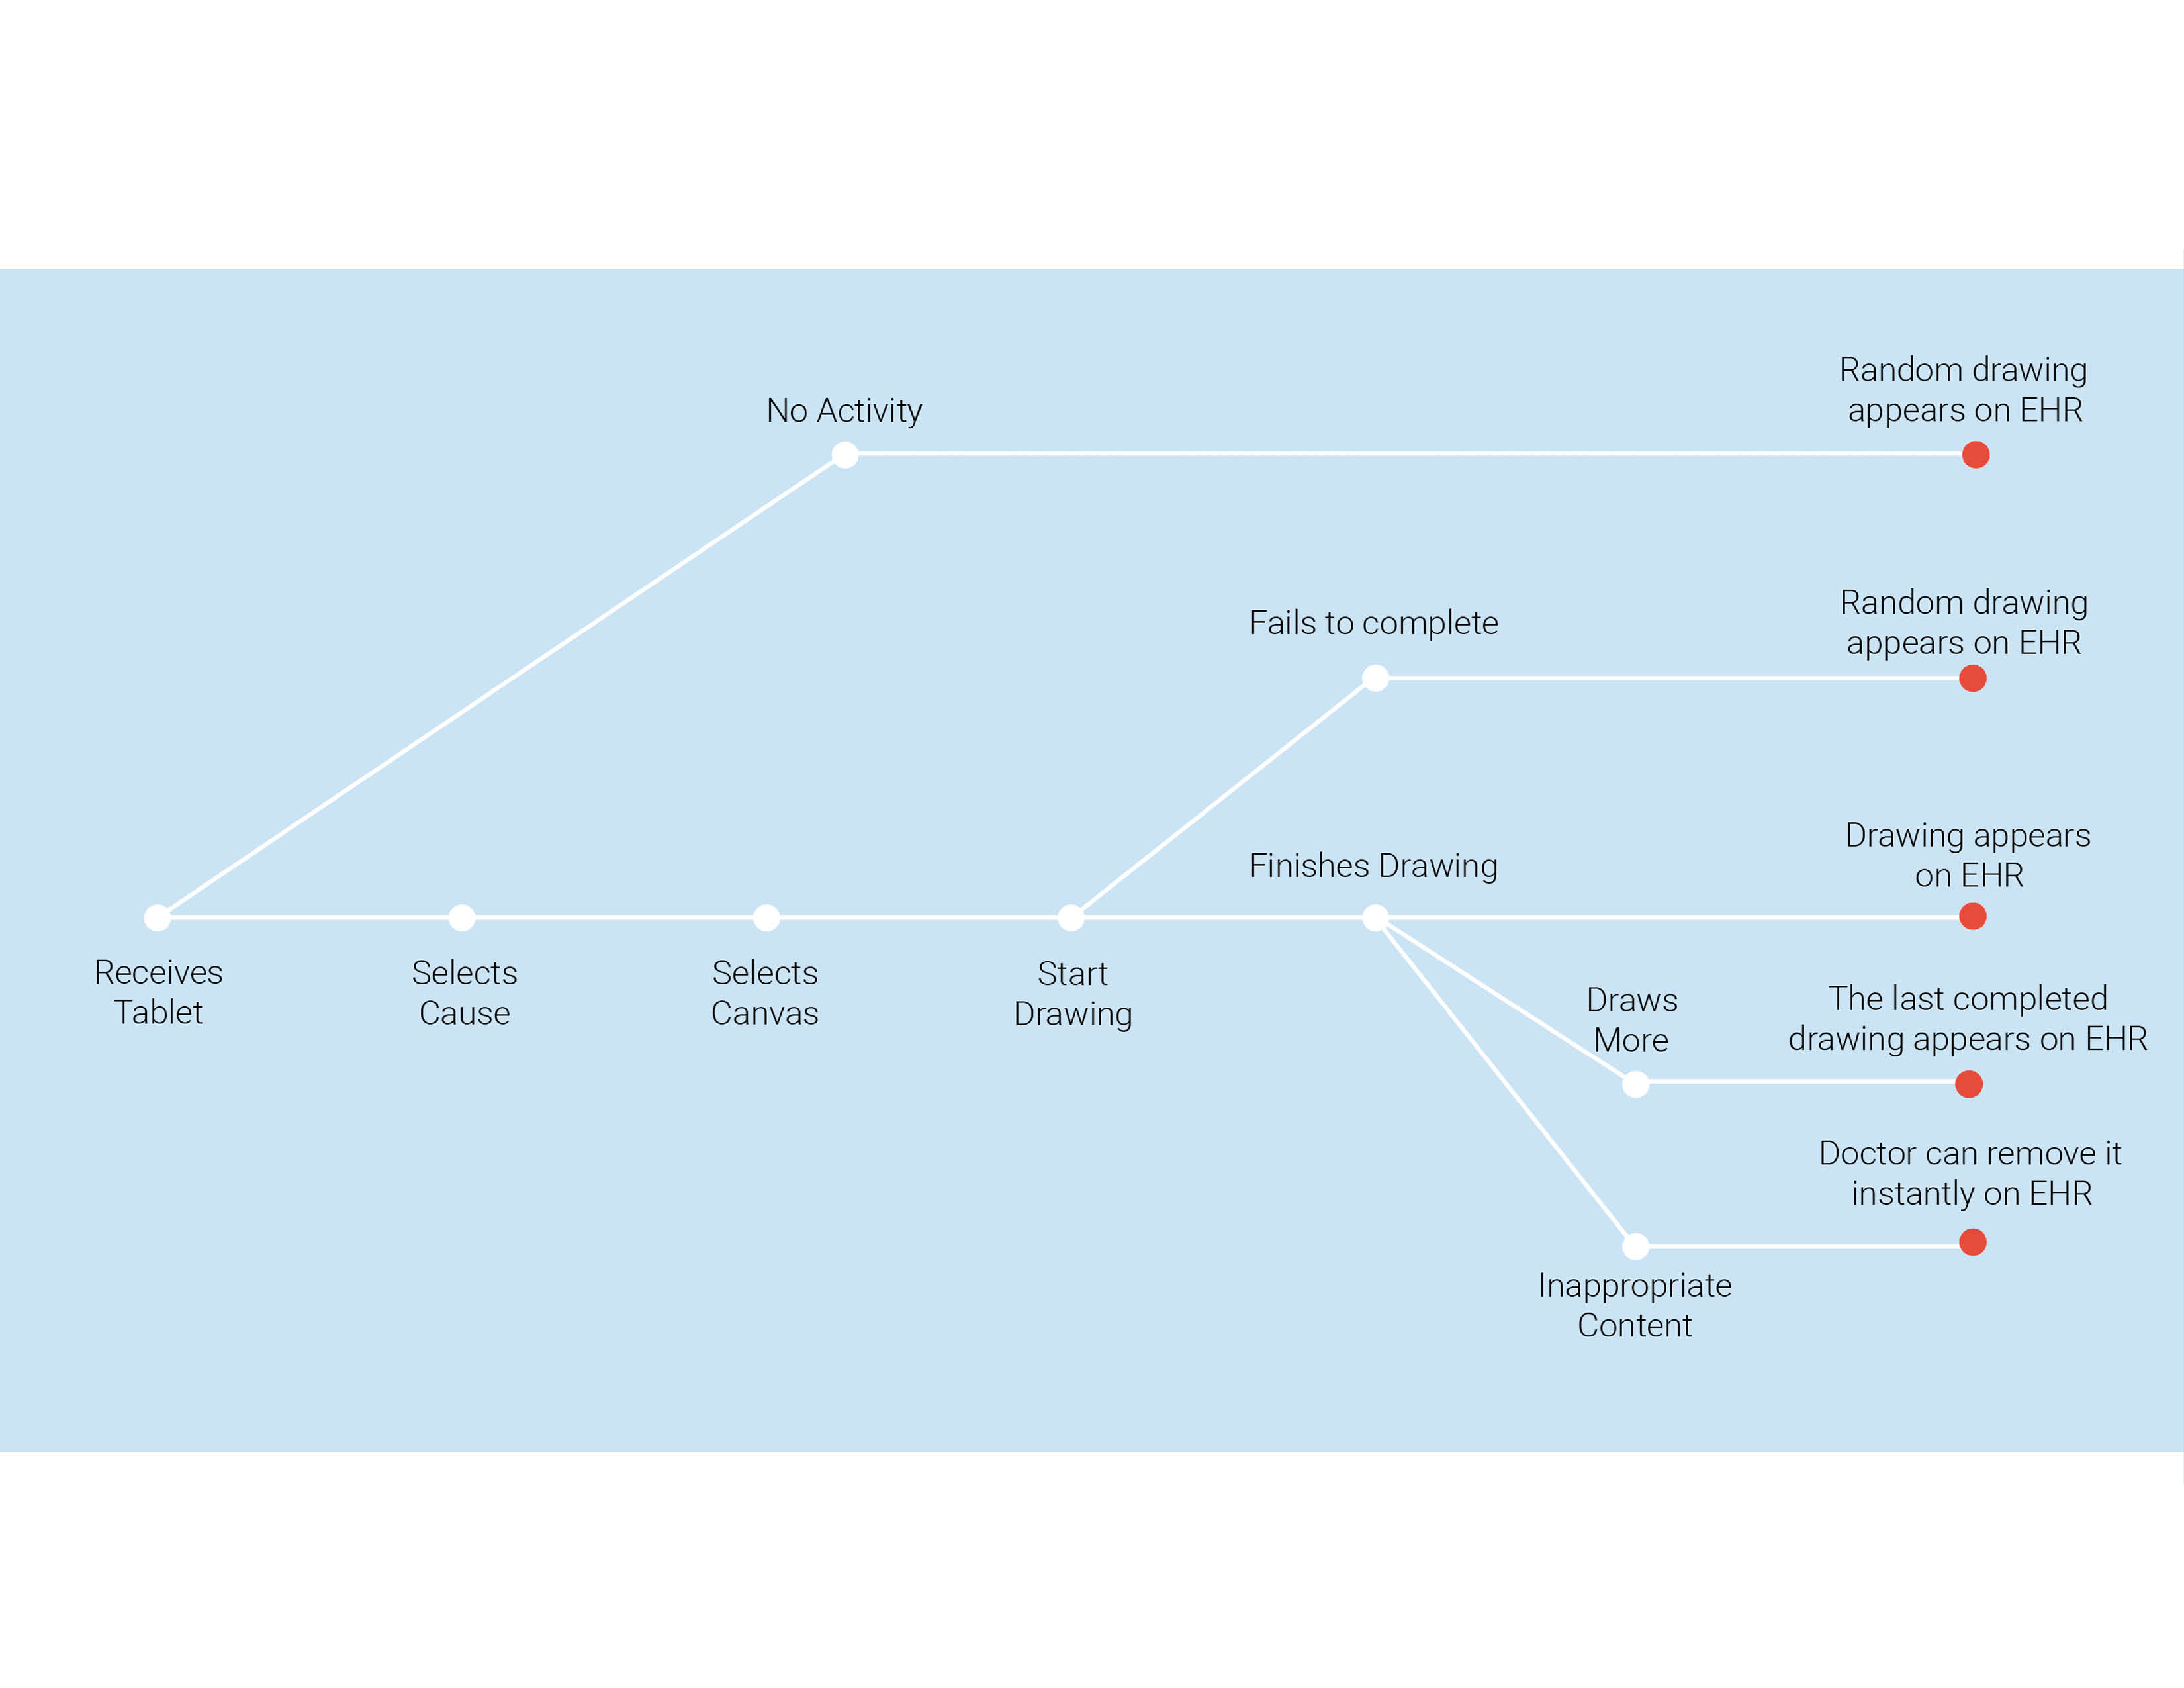 Random drawing
appears on EHR
No Activity
Random drawing
appears on EHR
Fails to complete
Drawing appears
on EHR
Finishes Drawing
Receives
Tablet
Selects
Cause
Selects
Canvas
Start
Drawing
Draws
More
The last completed
drawing appears on EHR
Doctor can remove it
instantly on EHR
Inappropriate
Content